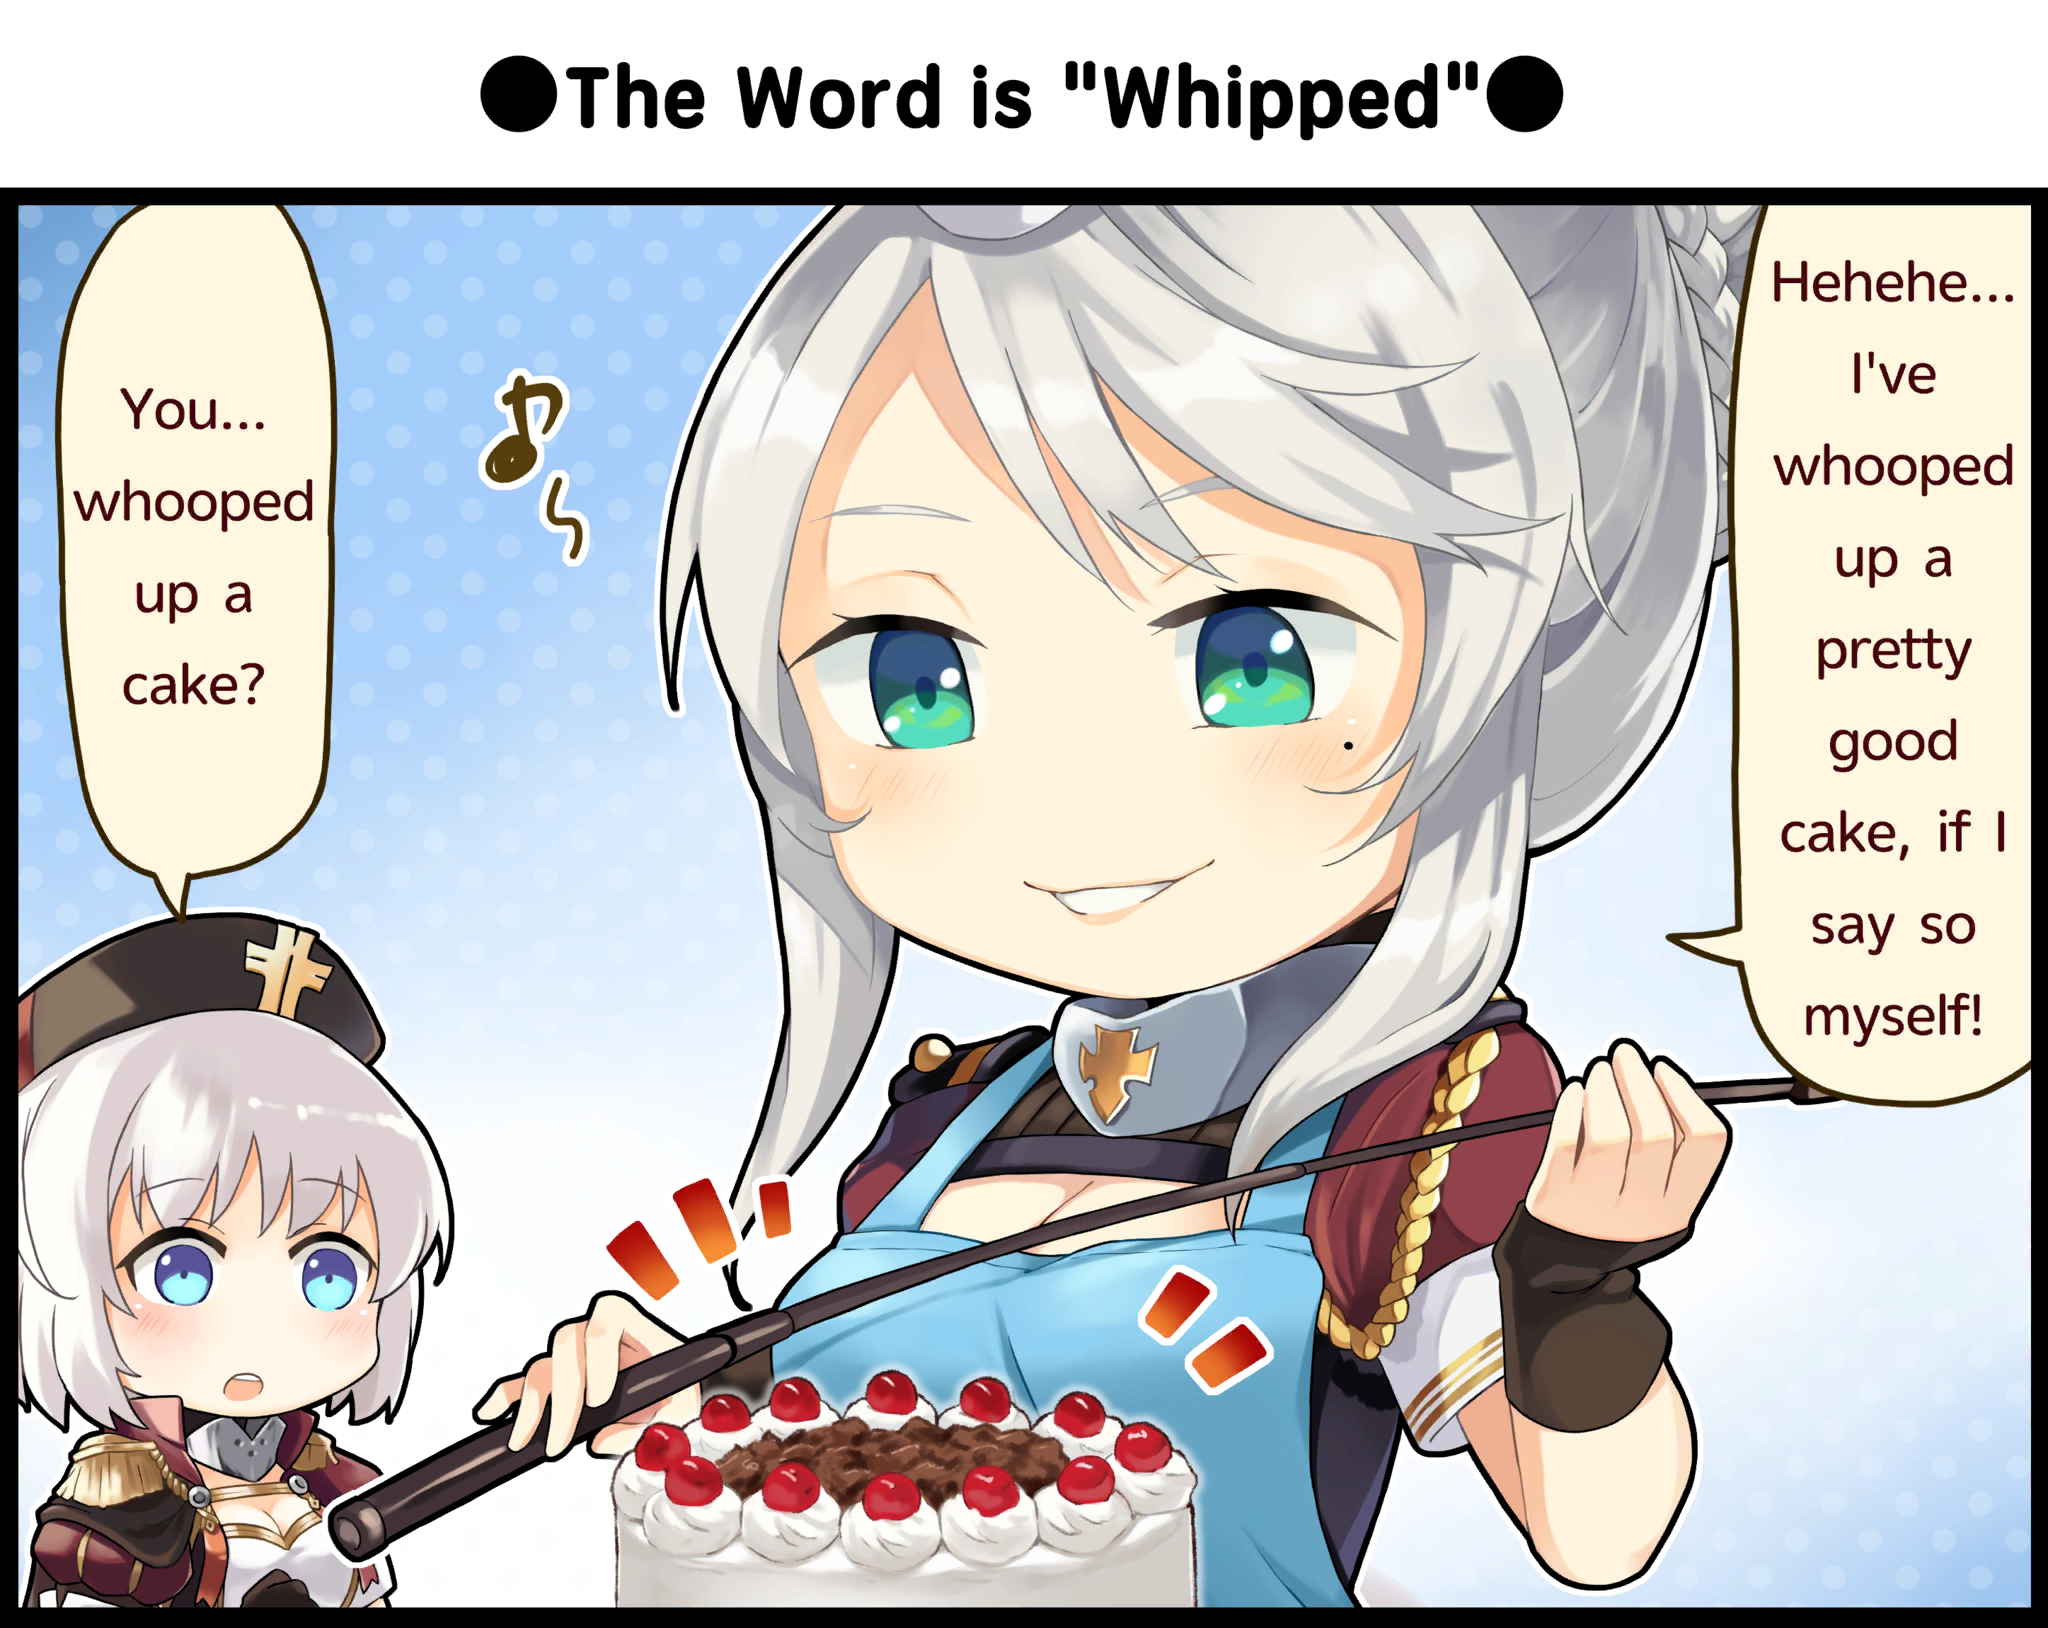 ●The Word is "Whipped"●
Hehehe...
I've
whooped
up a
pretty
good
cake, if I
say so
myself!
You...
whooped
up a
cake?